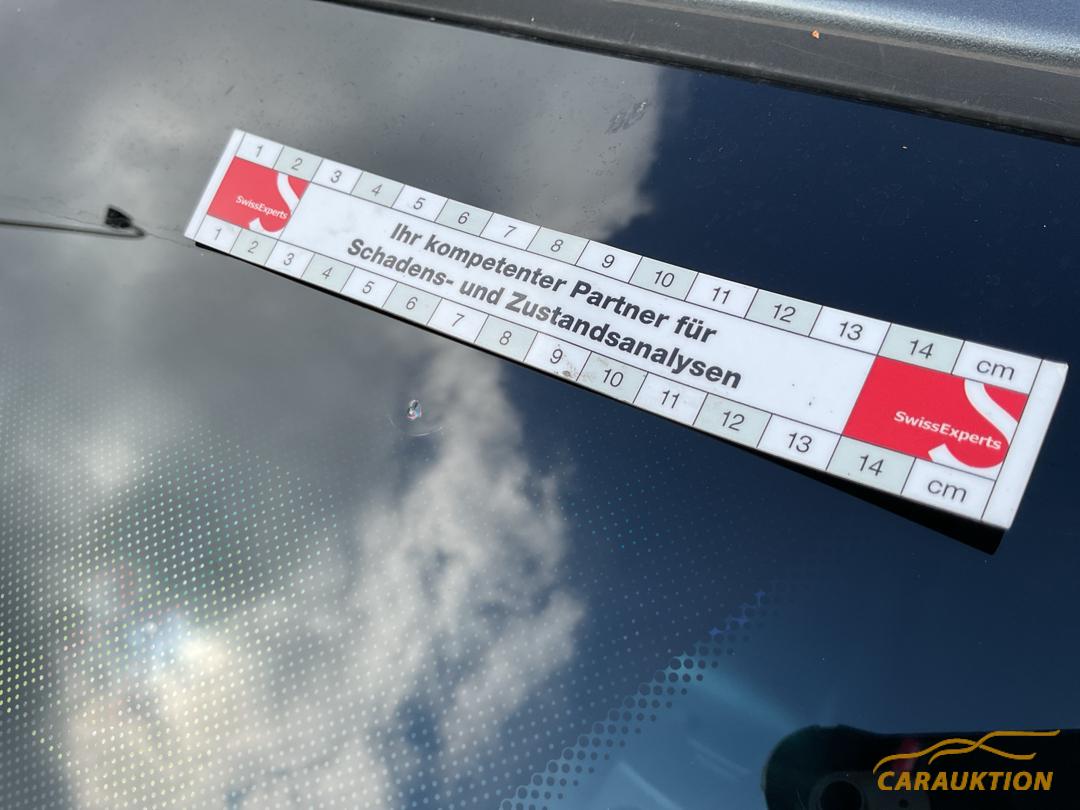 1 2 3 4 5 6 7 8 9 10 11 12 13 14 cm
SwissExperts
Ihr kompetenter Partner für
Schadens- und Zustandsanalysen
SwissExperts
1 2 3 4 5 6 7 8 9 10 11 12 13 14 cm
CARAUKTION